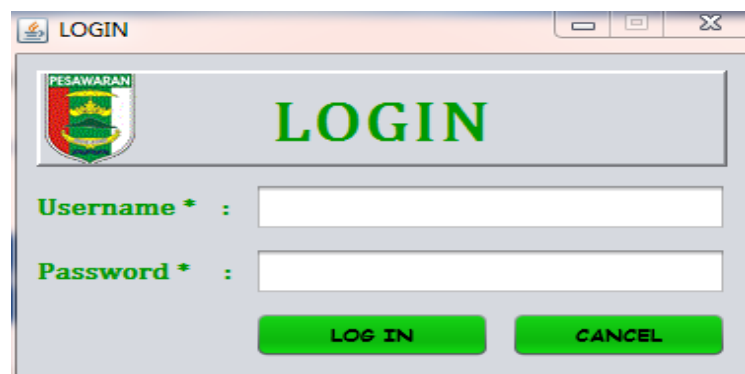 LOGIN
PESAWARAN
LOGIN
Username * :
Password * :
LOG IN
CANCEL